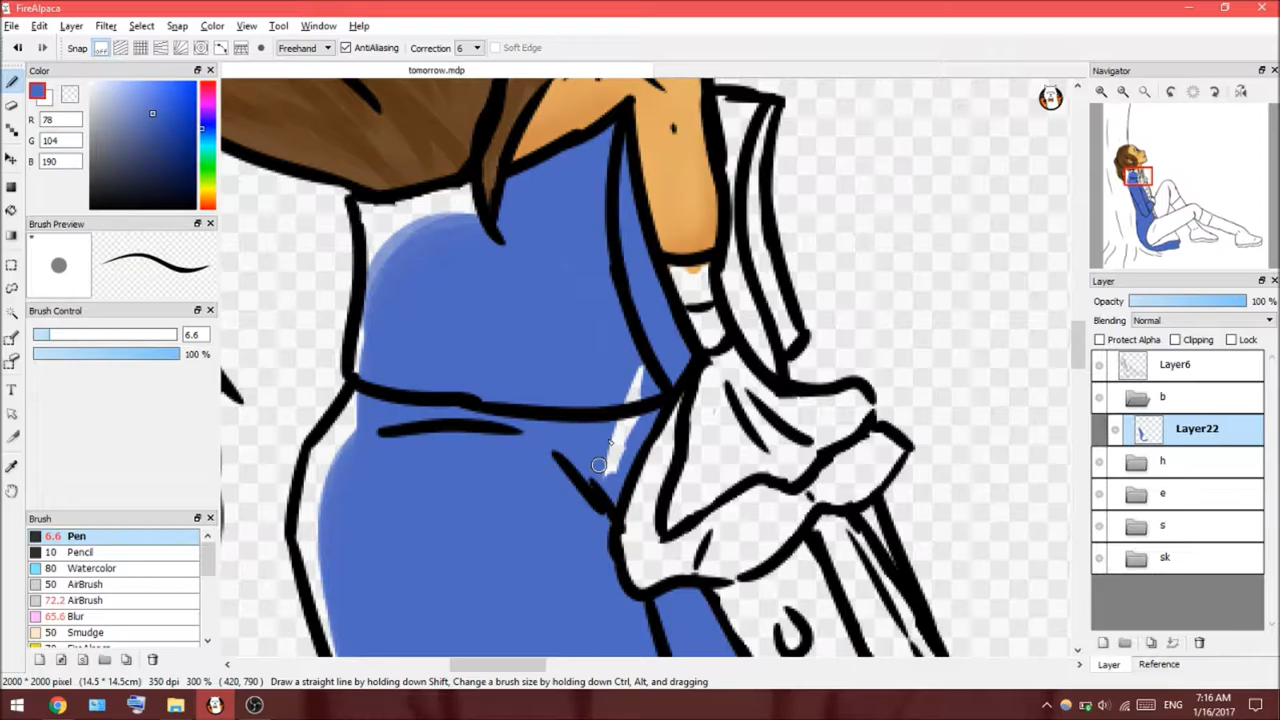 FireAlpaca
File Edit Layer Filter Select Snap Color View Tool Window Help
Snap OFF Freehand AntiAliasing Correction 6 Soft Edge
Color
tomorrow.mdp
Navigator
R 78
G 104
B 190
Brush Preview
Brush Control
6.6
100 %
Layer
Opacity 100 %
Blending Normal
Protect Alpha Clipping Lock
Layer6
b
Layer22
h
e
s
sk
Brush
6.6 Pen
10 Pencil
80 Watercolor
50 AirBrush
72.2 AirBrush
65.6 Blur
50 Smudge
Layer Reference
2000 * 2000 pixel (14.5 * 14.5cm) 350 dpi 300 % ( 420, 790 ) Draw a straight line by holding down Shift, Change a brush size by holding down Ctrl, Alt, and dragging
ENG
7:16 AM
1/16/2017